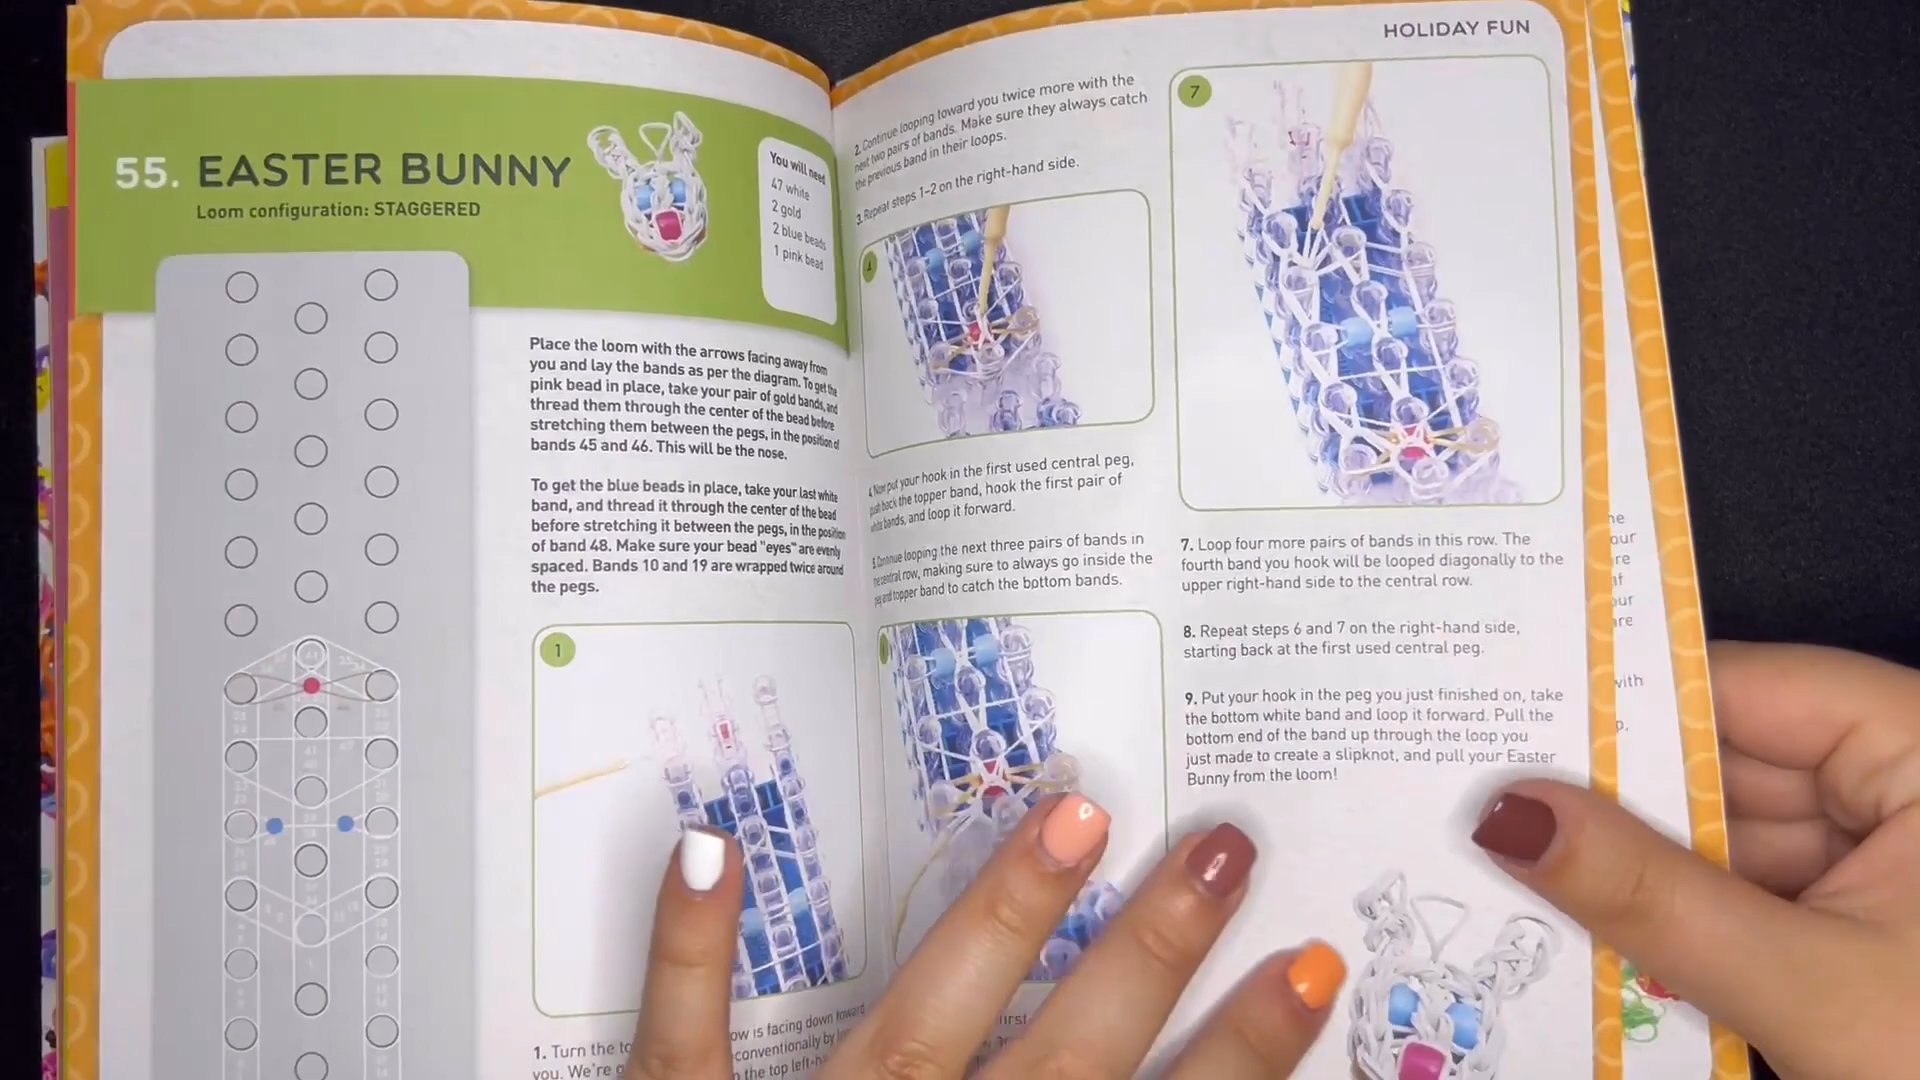 55. EASTER BUNNY
Loom configuration: STAGGERED
You will need
47 white
2 gold
2 blue beads
1 pink bead
Place the loom with the arrows facing away from
you and lay the bands as per the diagram. To get the
pink bead in place, take your pair of gold bands, and
thread them through the center of the bead before
stretching them between the pegs, in the position of
bands 45 and 46. This will be the nose.
To get the blue beads in place, take your last white
band, and thread it through the center of the bead
before stretching it between the pegs, in the position
of band 48. Make sure your bead "eyes" are evenly
spaced. Bands 10 and 19 are wrapped twice around
the pegs.
1
1. Turn the
ow is facing down toward
you. We're
conventionally by
the top left-
HOLIDAY FUN
2. Continue looping toward you twice more with the
next two pairs of bands. Make sure they always catch
the previous band in their loops.
3. Repeat steps 1–2 on the right-hand side.
4
4. Now put your hook in the first used central peg,
push back the topper band, hook the first pair of
white bands, and loop it forward.
5. Continue looping the next three pairs of bands in
the central row, making sure to always go inside the
peg and topper band to catch the bottom bands.
first
7
7. Loop four more pairs of bands in this row. The
fourth band you hook will be looped diagonally to the
upper right-hand side to the central row.
8. Repeat steps 6 and 7 on the right-hand side,
starting back at the first used central peg.
9. Put your hook in the peg you just finished on, take
the bottom white band and loop it forward. Pull the
bottom end of the band up through the loop you
just made to create a slipknot, and pull your Easter
Bunny from the loom!
with